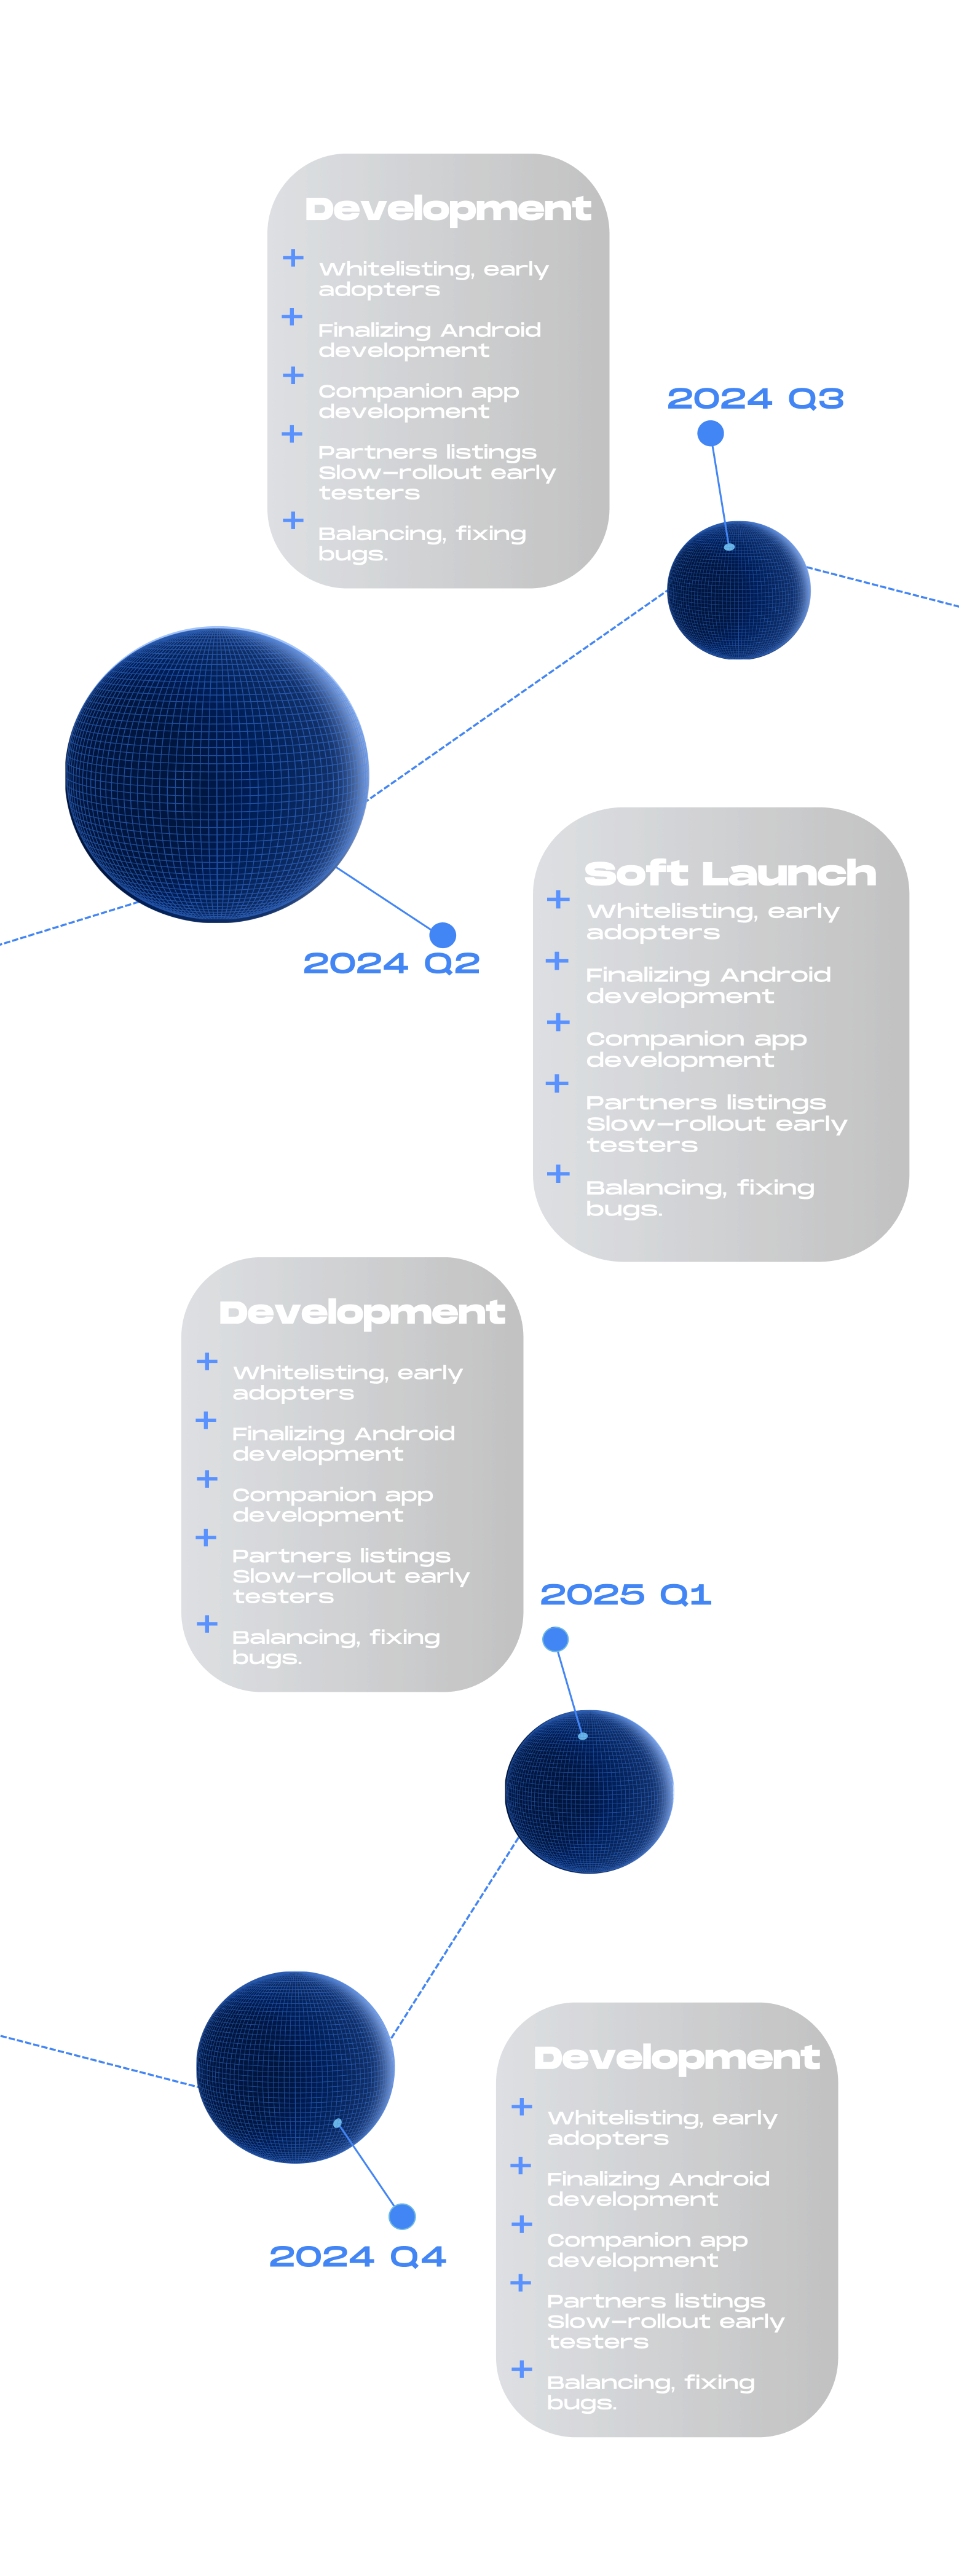 Development
Whitelisting, early
adopters
Finalizing Android
development
Companion app
development
Partners listings
Slow-rollout early
testers
Balancing, fixing
bugs.
2024 Q3
2024 Q2
Soft Launch
Whitelisting, early
adopters
Finalizing Android
development
Companion app
development
Partners listings
Slow-rollout early
testers
Balancing, fixing
bugs.
Development
Whitelisting, early
adopters
Finalizing Android
development
Companion app
development
Partners listings
Slow-rollout early
testers
Balancing, fixing
bugs.
2025 Q1
2024 Q4
Development
Whitelisting, early
adopters
Finalizing Android
development
Companion app
development
Partners listings
Slow-rollout early
testers
Balancing, fixing
bugs.